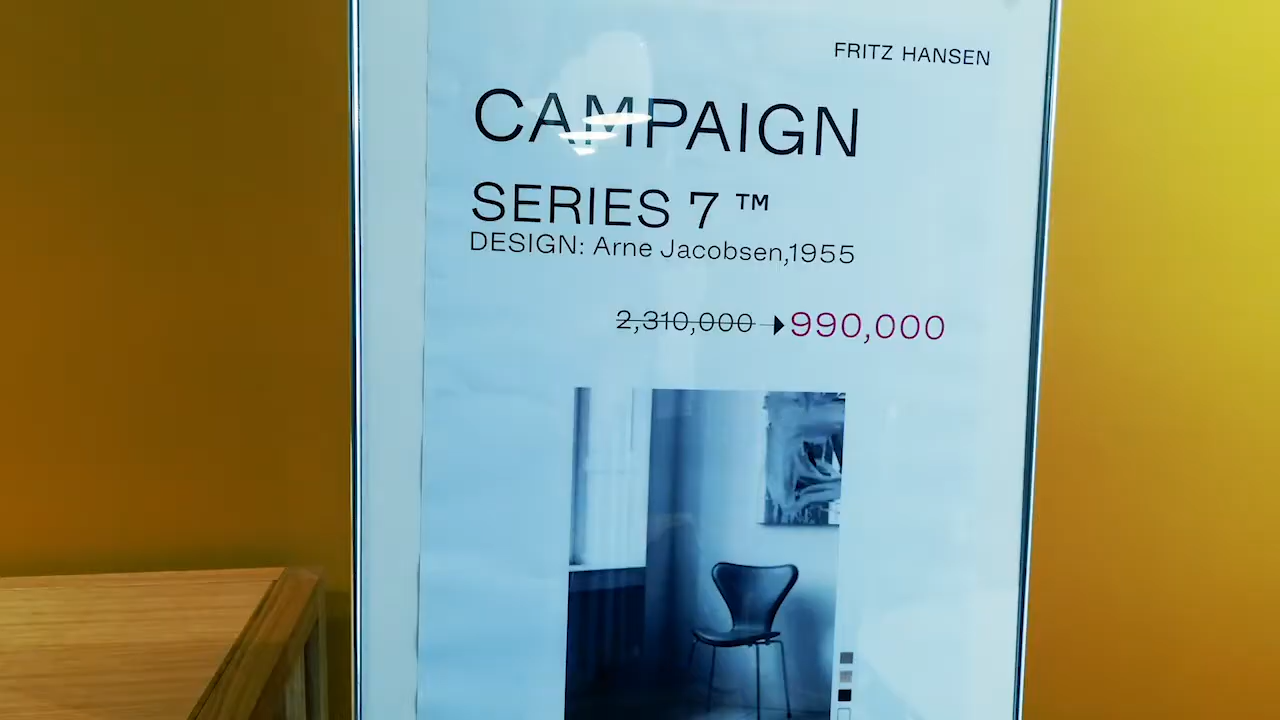 FRITZ HANSEN
CAMPAIGN
SERIES 7 ™
DESIGN: Arne Jacobsen,1955
2,310,000 → 990,000